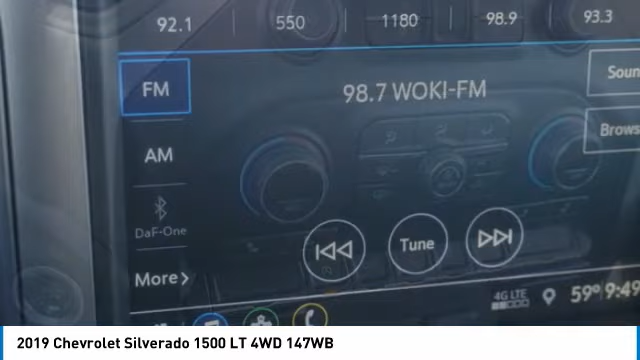 92.1 550 1180 98.9 93.3
FM
98.7 WOKI-FM
Soun
Brows
AM
DaF-One
Tune
More>
4G LTE
59° 9:49
2019 Chevrolet Silverado 1500 LT 4WD 147WB